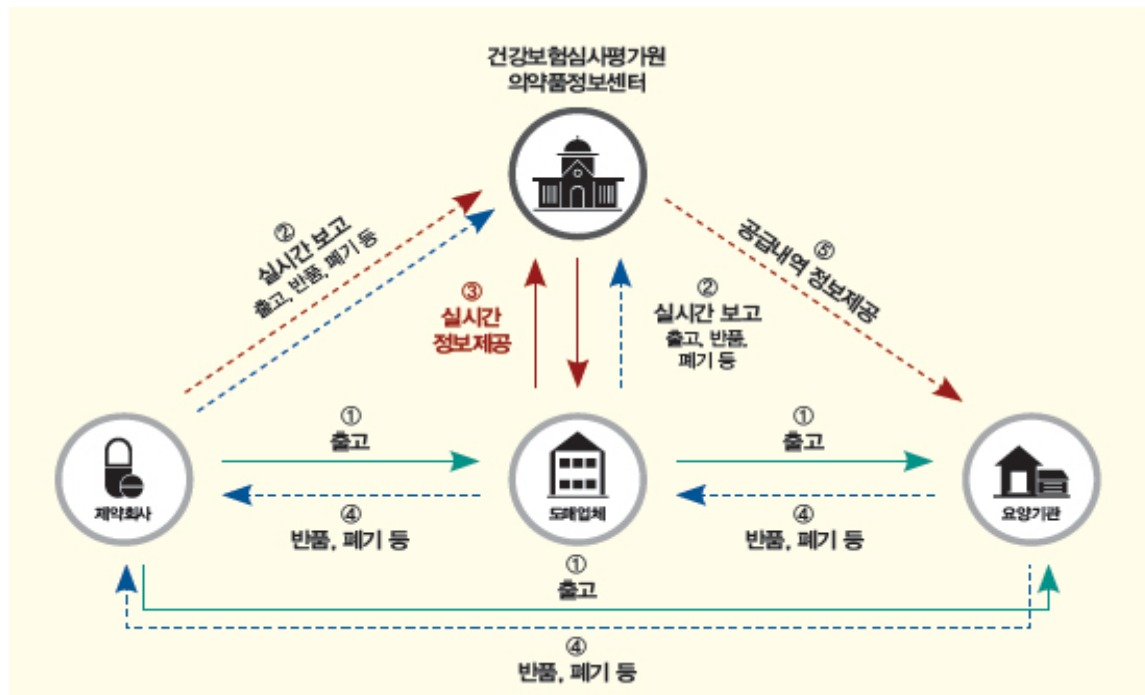 건강보험심사평가원
의약품정보센터
②
실시간 보고
출고, 반품, 폐기 등
③
실시간
정보제공
②
실시간 보고
출고, 반품,
폐기 등
⑤
공급내역 정보제공
①
출고
①
출고
제약회사
도매업체
요양기관
④
반품, 폐기 등
④
반품, 폐기 등
①
출고
④
반품, 폐기 등